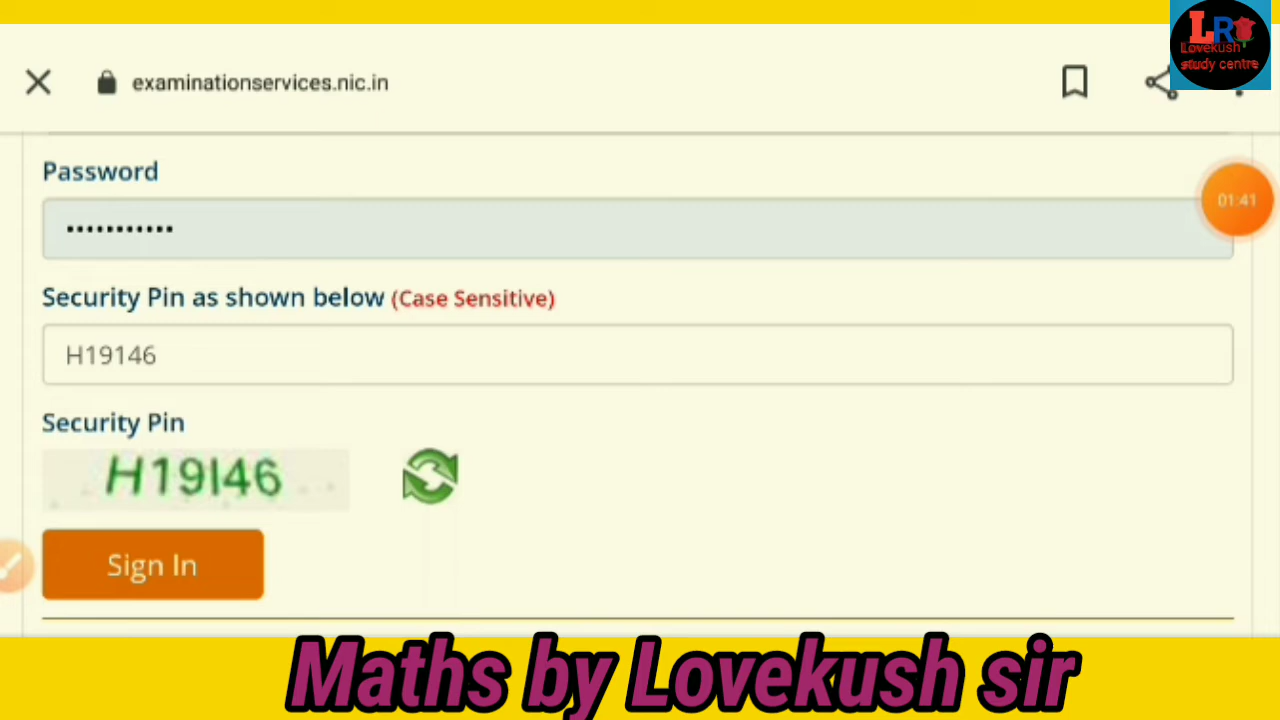 LR
Lovekush
study centre
examinationservices.nic.in
Password
•••••••••••
01:41
Security Pin as shown below (Case Sensitive)
H19146
Security Pin
H19I46
Sign In
Maths by Lovekush sir